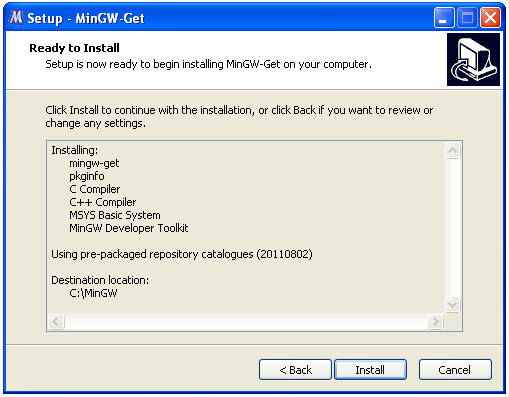 Setup - MinGW-Get
Ready to Install
Setup is now ready to begin installing MinGW-Get on your computer.
Click Install to continue with the installation, or click Back if you want to review or
change any settings.
Installing:
mingw-get
pkginfo
C Compiler
C++ Compiler
MSYS Basic System
MinGW Developer Toolkit
Using pre-packaged repository catalogues (20110802)
Destination location:
C:\MinGW
< Back
Install
Cancel